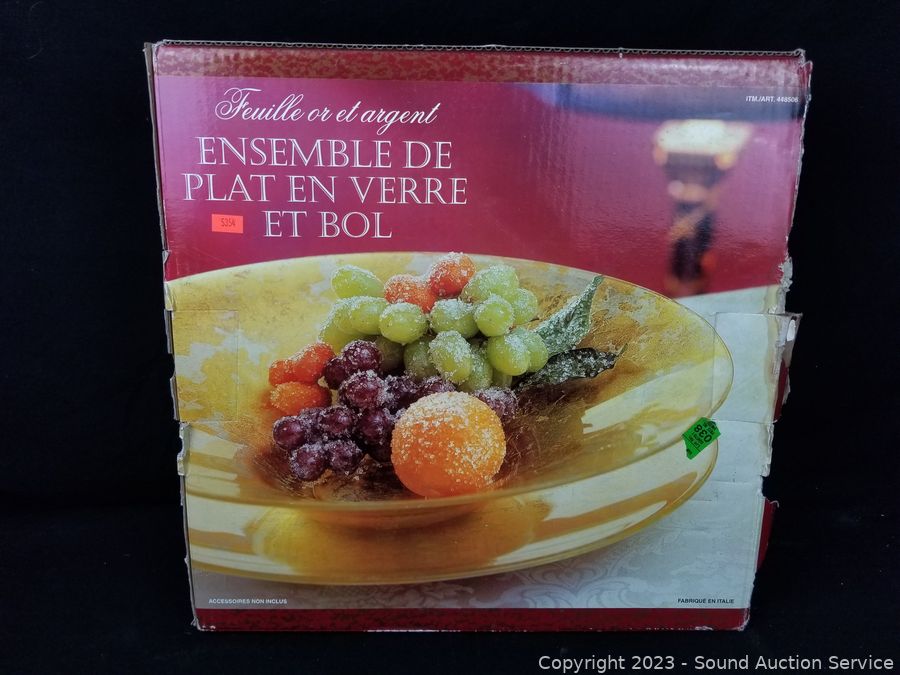 Feuille or et argent
ITM./ART. 448506
ENSEMBLE DE
PLAT EN VERRE
ET BOL
5354
ACCESSOIRES NON INCLUS
FABRIQUÉ EN ITALIE
Copyright © 2023 - Sound Auction Service